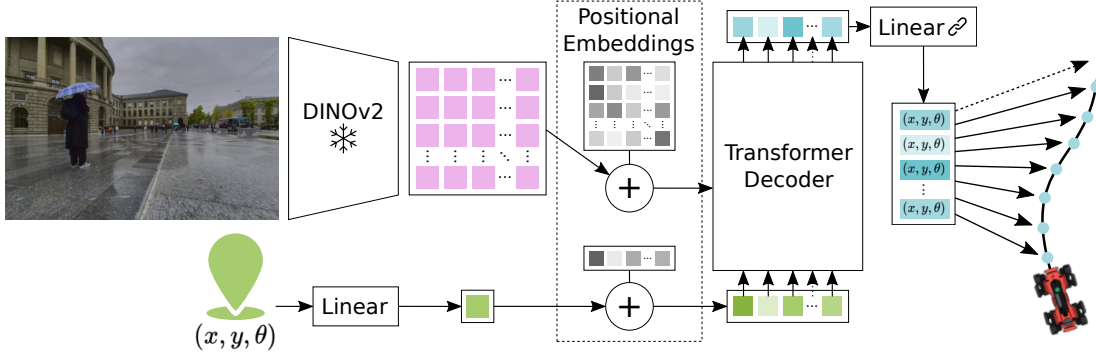 Positional
Embeddings
DINOv2
Transformer
Decoder
Linear
(x, y, θ)
(x, y, θ)
(x, y, θ)
(x, y, θ)
Linear
(x, y, θ)